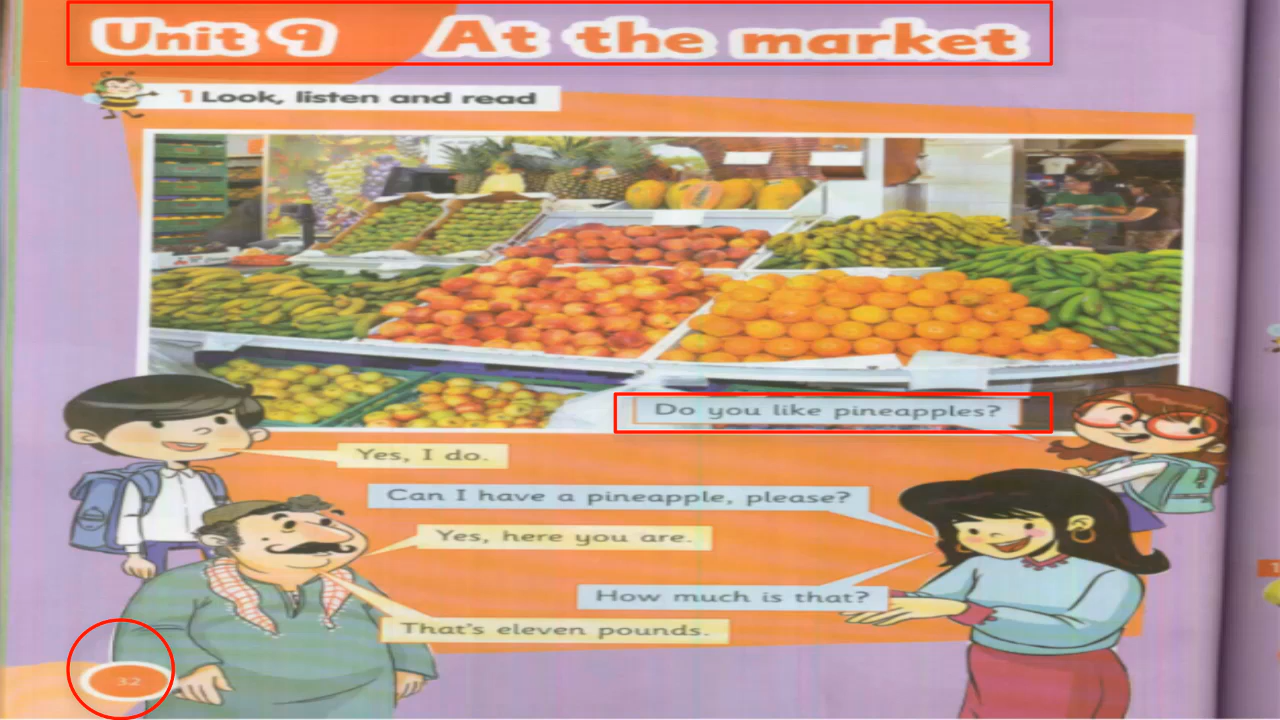 Unit 9 At the market
1 Look, listen and read
Do you like pineapples?
Yes, I do.
Can I have a pineapple, please?
Yes, here you are.
How much is that?
That's eleven pounds.
32